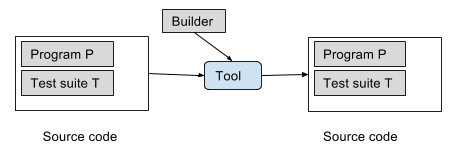 Builder
Program P
Test suite T
Tool
Program P
Test suite T
Source code
Source code